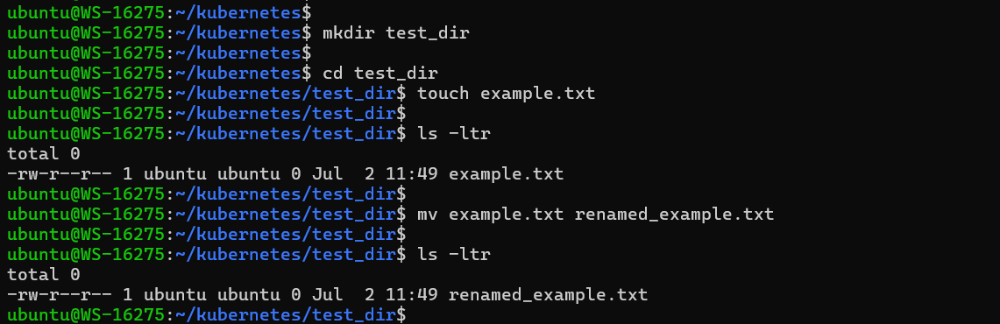 ubuntu@WS-16275:~/kubernetes$
ubuntu@WS-16275:~/kubernetes$ mkdir test_dir
ubuntu@WS-16275:~/kubernetes$
ubuntu@WS-16275:~/kubernetes$ cd test_dir
ubuntu@WS-16275:~/kubernetes/test_dir$ touch example.txt
ubuntu@WS-16275:~/kubernetes/test_dir$
ubuntu@WS-16275:~/kubernetes/test_dir$ ls -ltr
total 0
-rw-r--r-- 1 ubuntu ubuntu 0 Jul  2 11:49 example.txt
ubuntu@WS-16275:~/kubernetes/test_dir$
ubuntu@WS-16275:~/kubernetes/test_dir$ mv example.txt renamed_example.txt
ubuntu@WS-16275:~/kubernetes/test_dir$
ubuntu@WS-16275:~/kubernetes/test_dir$ ls -ltr
total 0
-rw-r--r-- 1 ubuntu ubuntu 0 Jul  2 11:49 renamed_example.txt
ubuntu@WS-16275:~/kubernetes/test_dir$